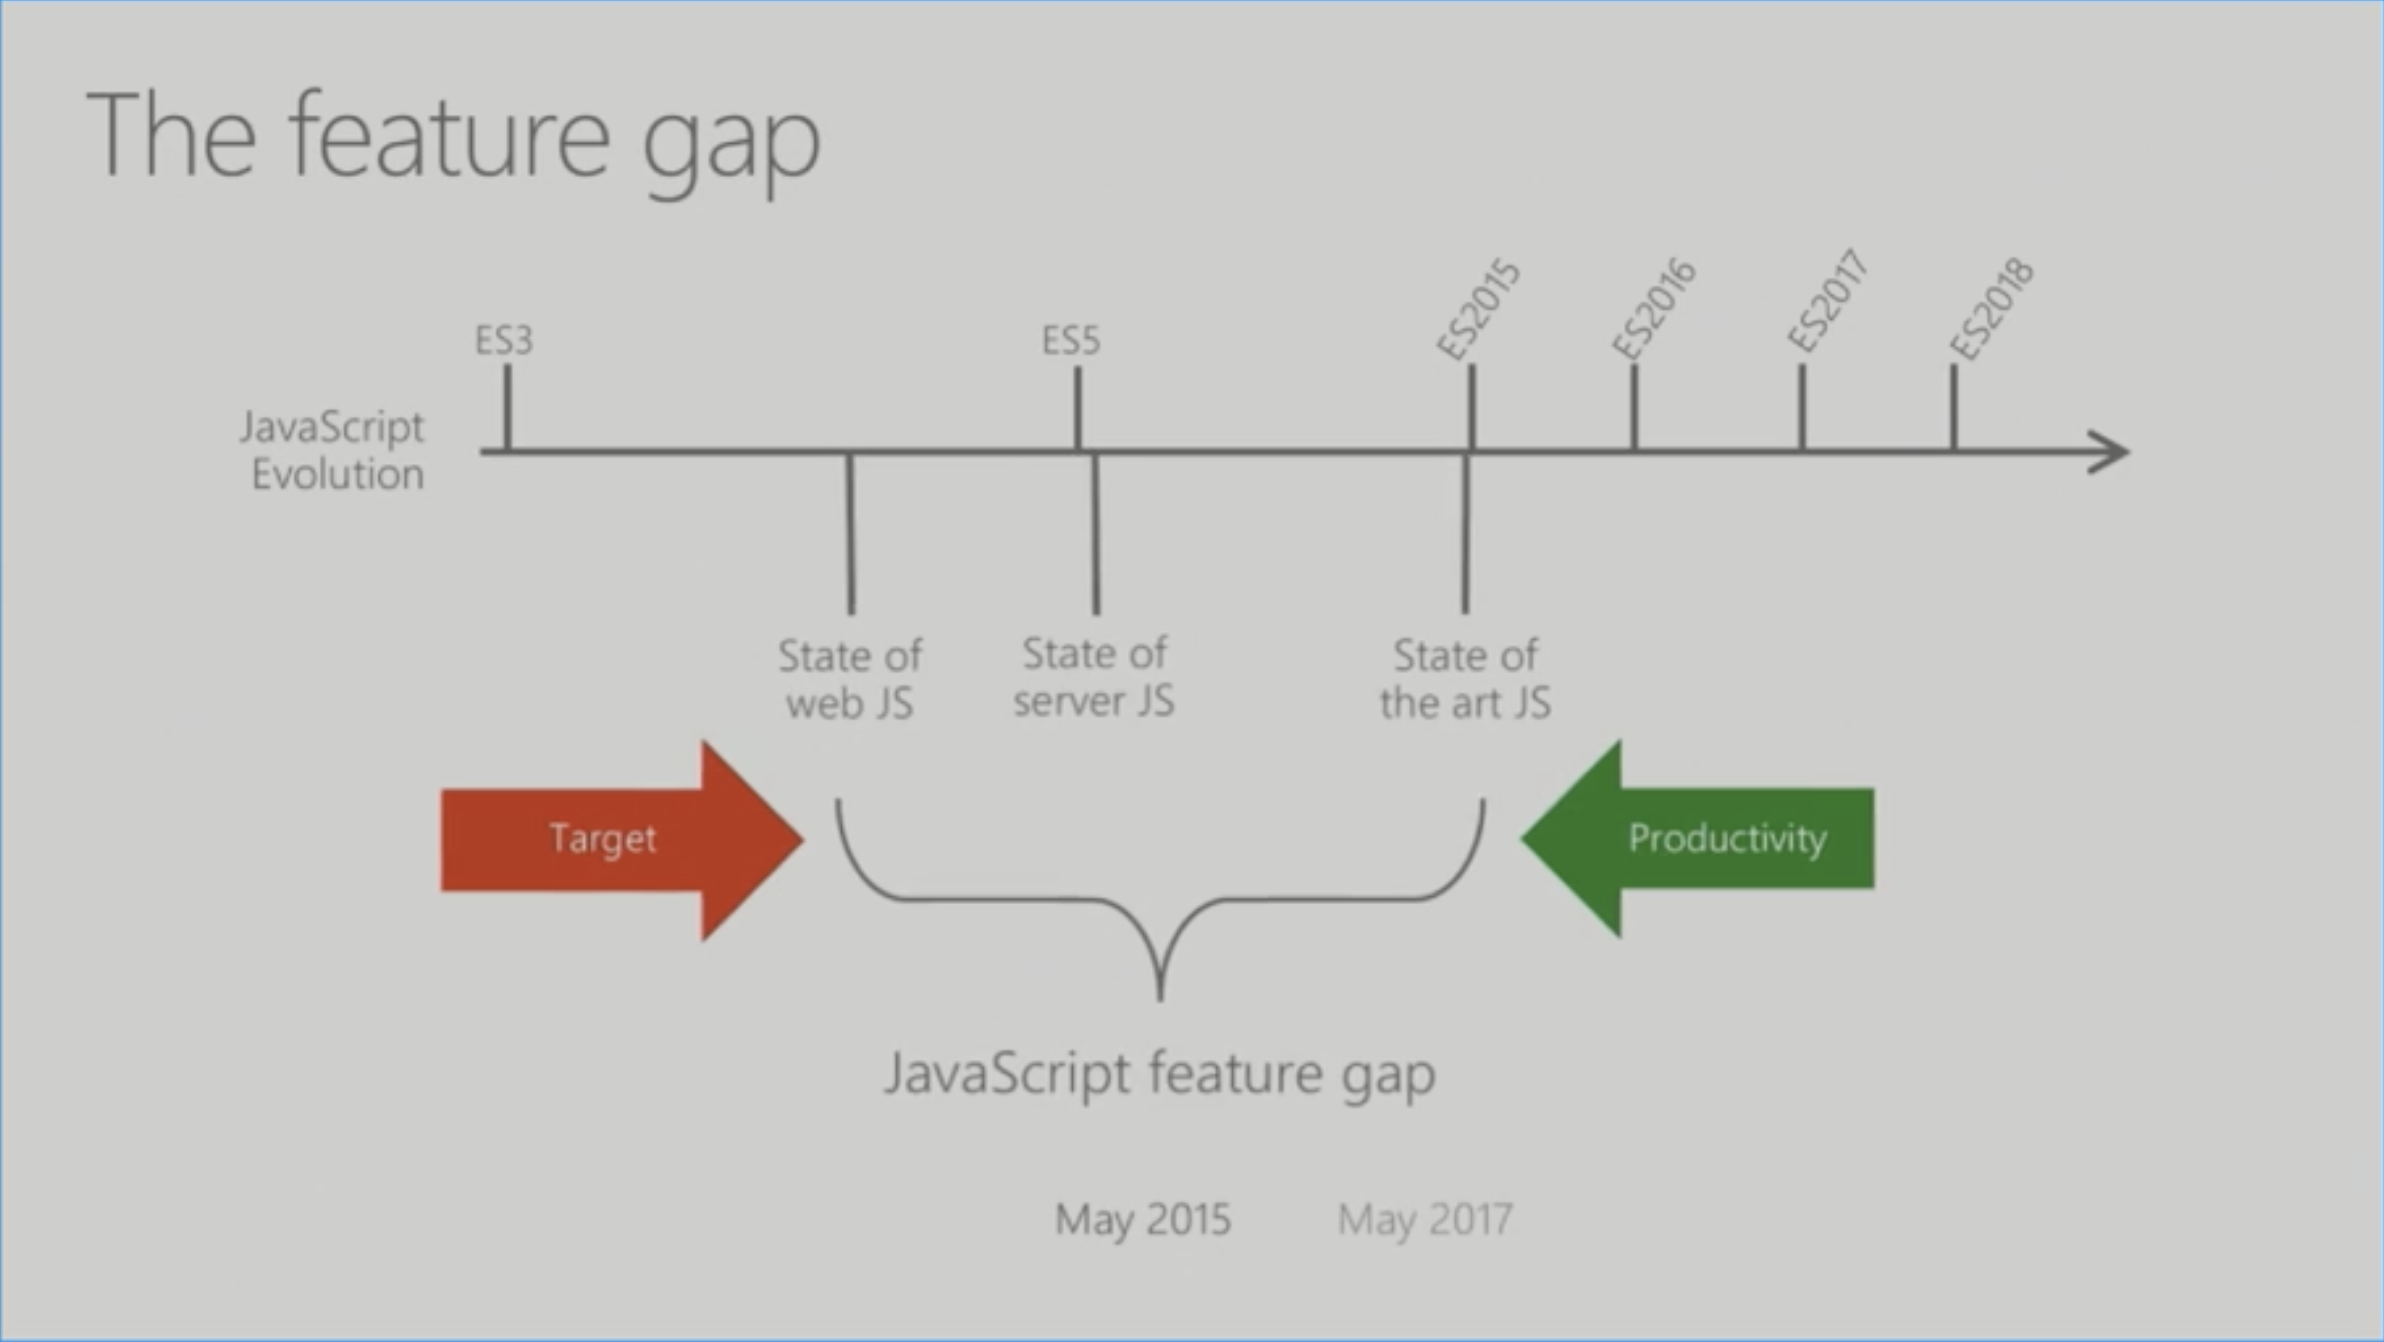 The feature gap
ES3
ES5
ES2015
ES2016
ES2017
ES2018
JavaScript
Evolution
State of
web JS
State of
server JS
State of
the art JS
Target
Productivity
JavaScript feature gap
May 2015
May 2017